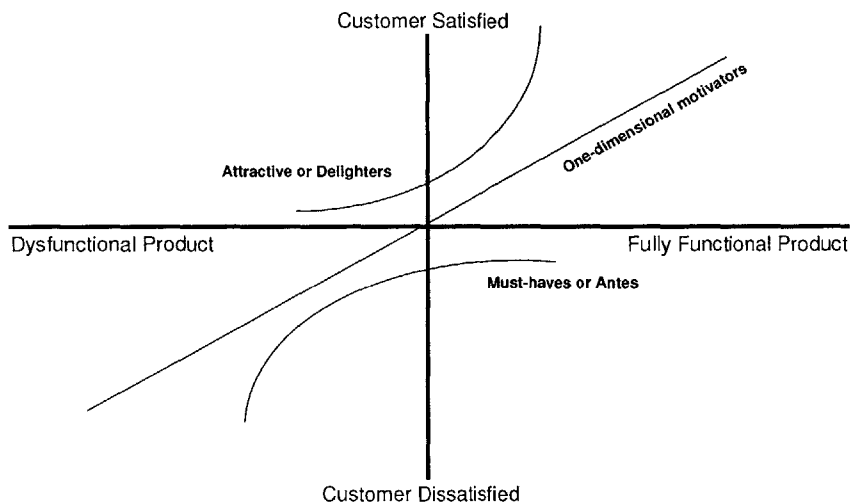 Customer Satisfied
One-dimensional motivators
Attractive or Delighters
Dysfunctional Product
Fully Functional Product
Must-haves or Antes
Customer Dissatisfied